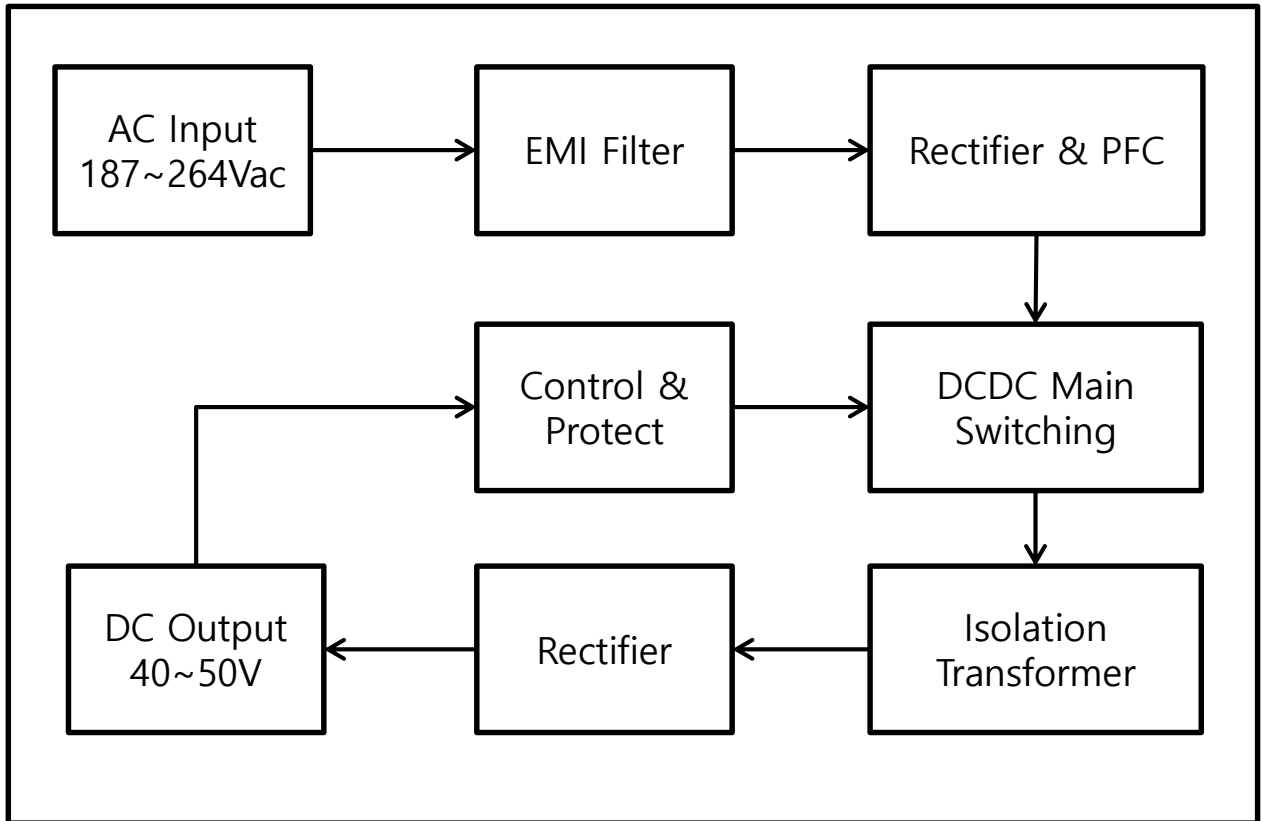 AC Input
187~264Vac
EMI Filter
Rectifier & PFC
Control &
Protect
DCDC Main
Switching
DC Output
40~50V
Rectifier
Isolation
Transformer